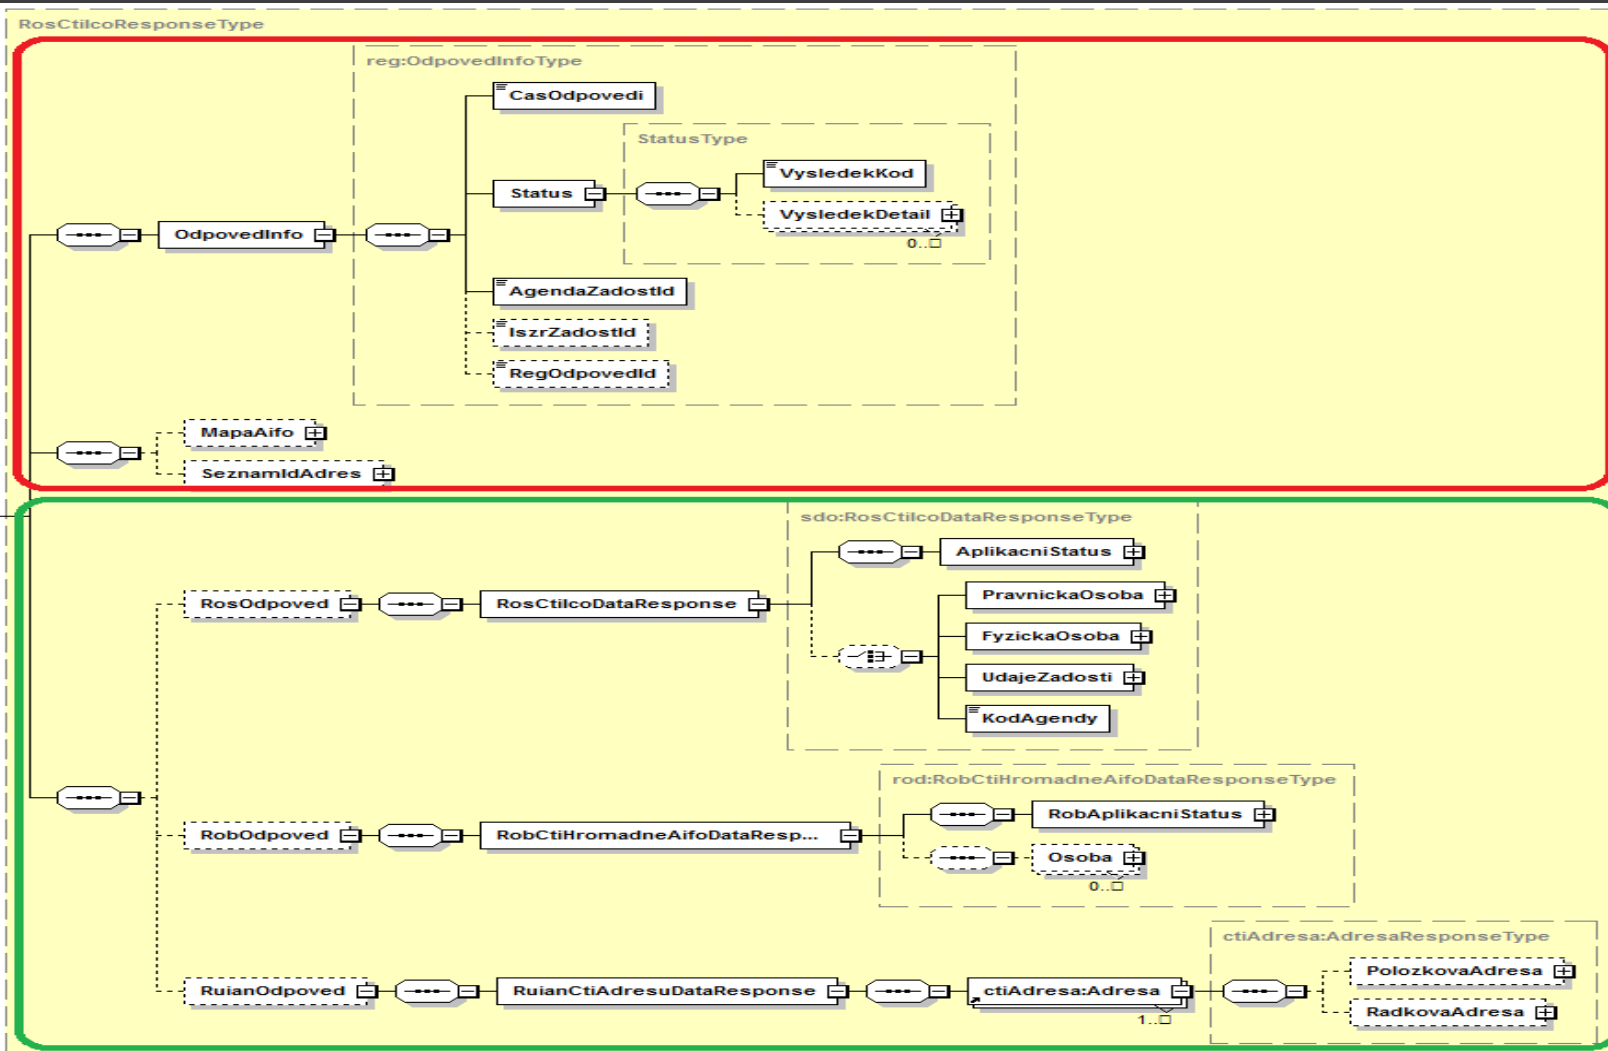 RosCtiIcoResponseType
reg:OdpovedInfoType
CasOdpovedi
StatusType
VysledekKod
Status
VysledekDetail
0..□
OdpovedInfo
AgendaZadostId
IszrZadostId
RegOdpovedId
MapaAifo
SeznamIdAdres
sdo:RosCtiIcoDataResponseType
AplikacniStatus
PravnickaOsoba
RosOdpoved
RosCtiIcoDataResponse
FyzickaOsoba
UdajeZadosti
KodAgendy
rod:RobCtiHromadneAifoDataResponseType
RobAplikacniStatus
RobOdpoved
RobCtiHromadneAifoDataResp...
Osoba
0..□
ctiAdresa:AdresaResponseType
PolozkovaAdresa
RuianOdpoved
RuianCtiAdresuDataResponse
ctiAdresa:Adresa
1..□
RadkovaAdresa